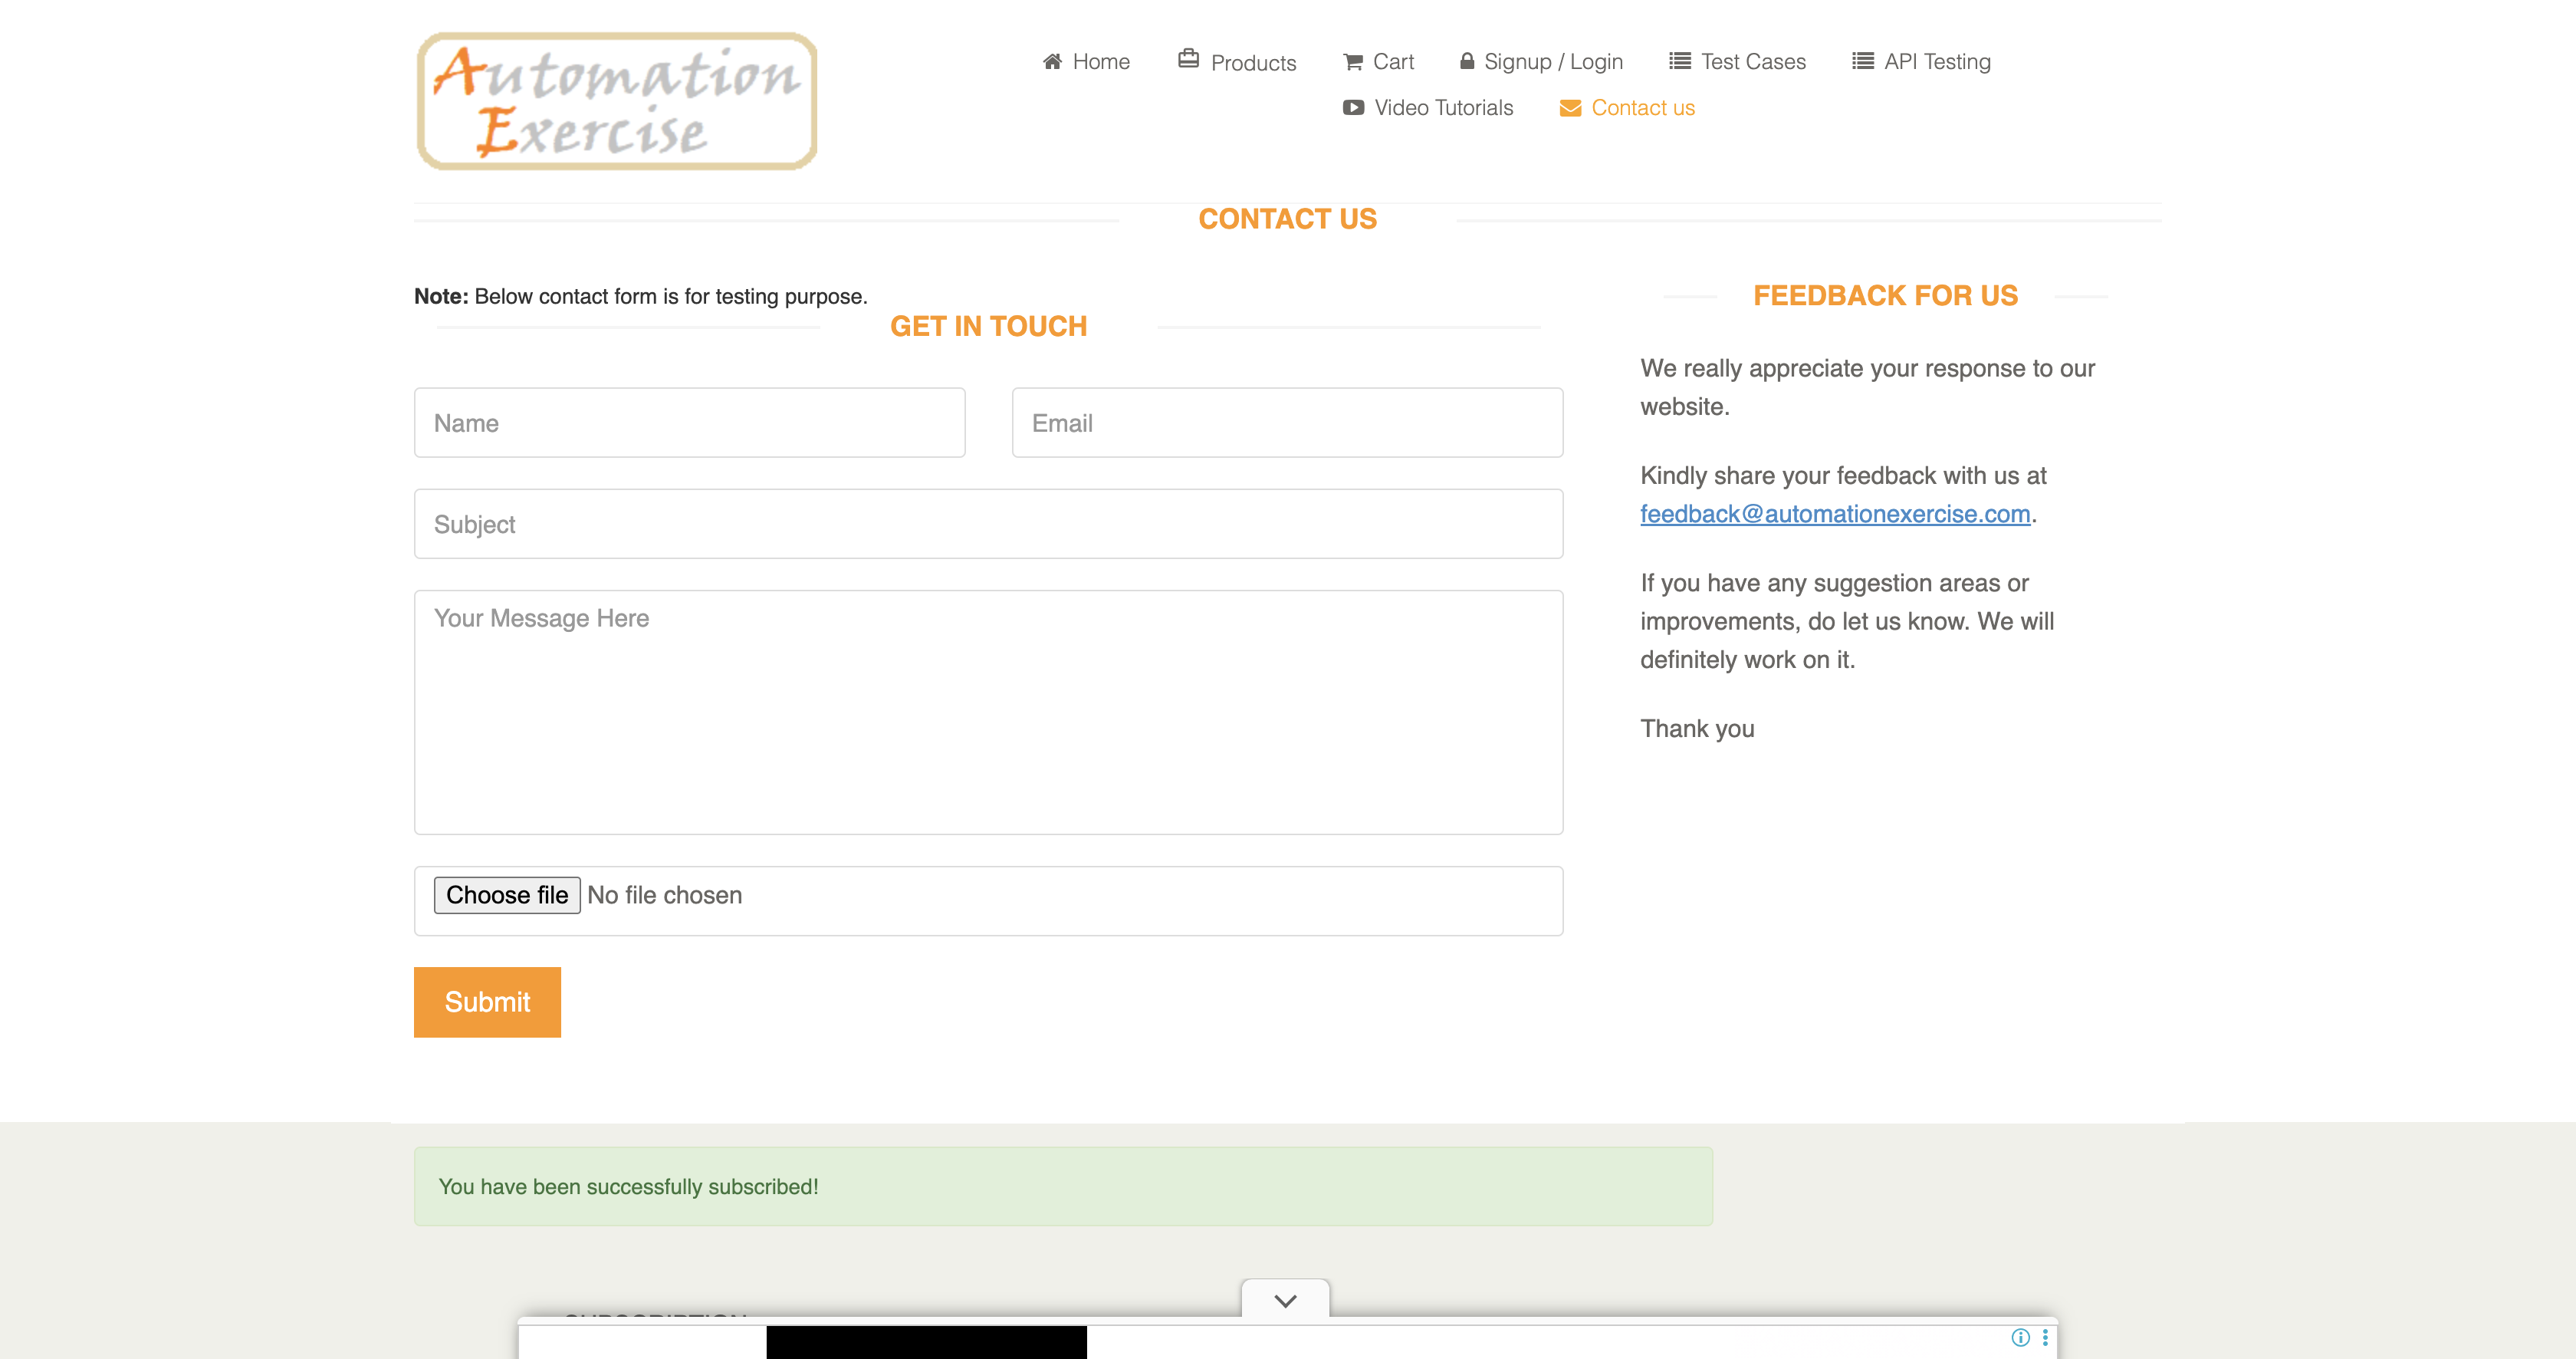 Automation
Exercise
Home
Products
Cart
Signup / Login
Test Cases
API Testing
Video Tutorials
Contact us
CONTACT US
Note: Below contact form is for testing purpose.
GET IN TOUCH
Name
Email
Subject
Your Message Here
Choose file No file chosen
Submit
FEEDBACK FOR US
We really appreciate your response to our
website.
Kindly share your feedback with us at
feedback@automationexercise.com.
If you have any suggestion areas or
improvements, do let us know. We will
definitely work on it.
Thank you
You have been successfully subscribed!